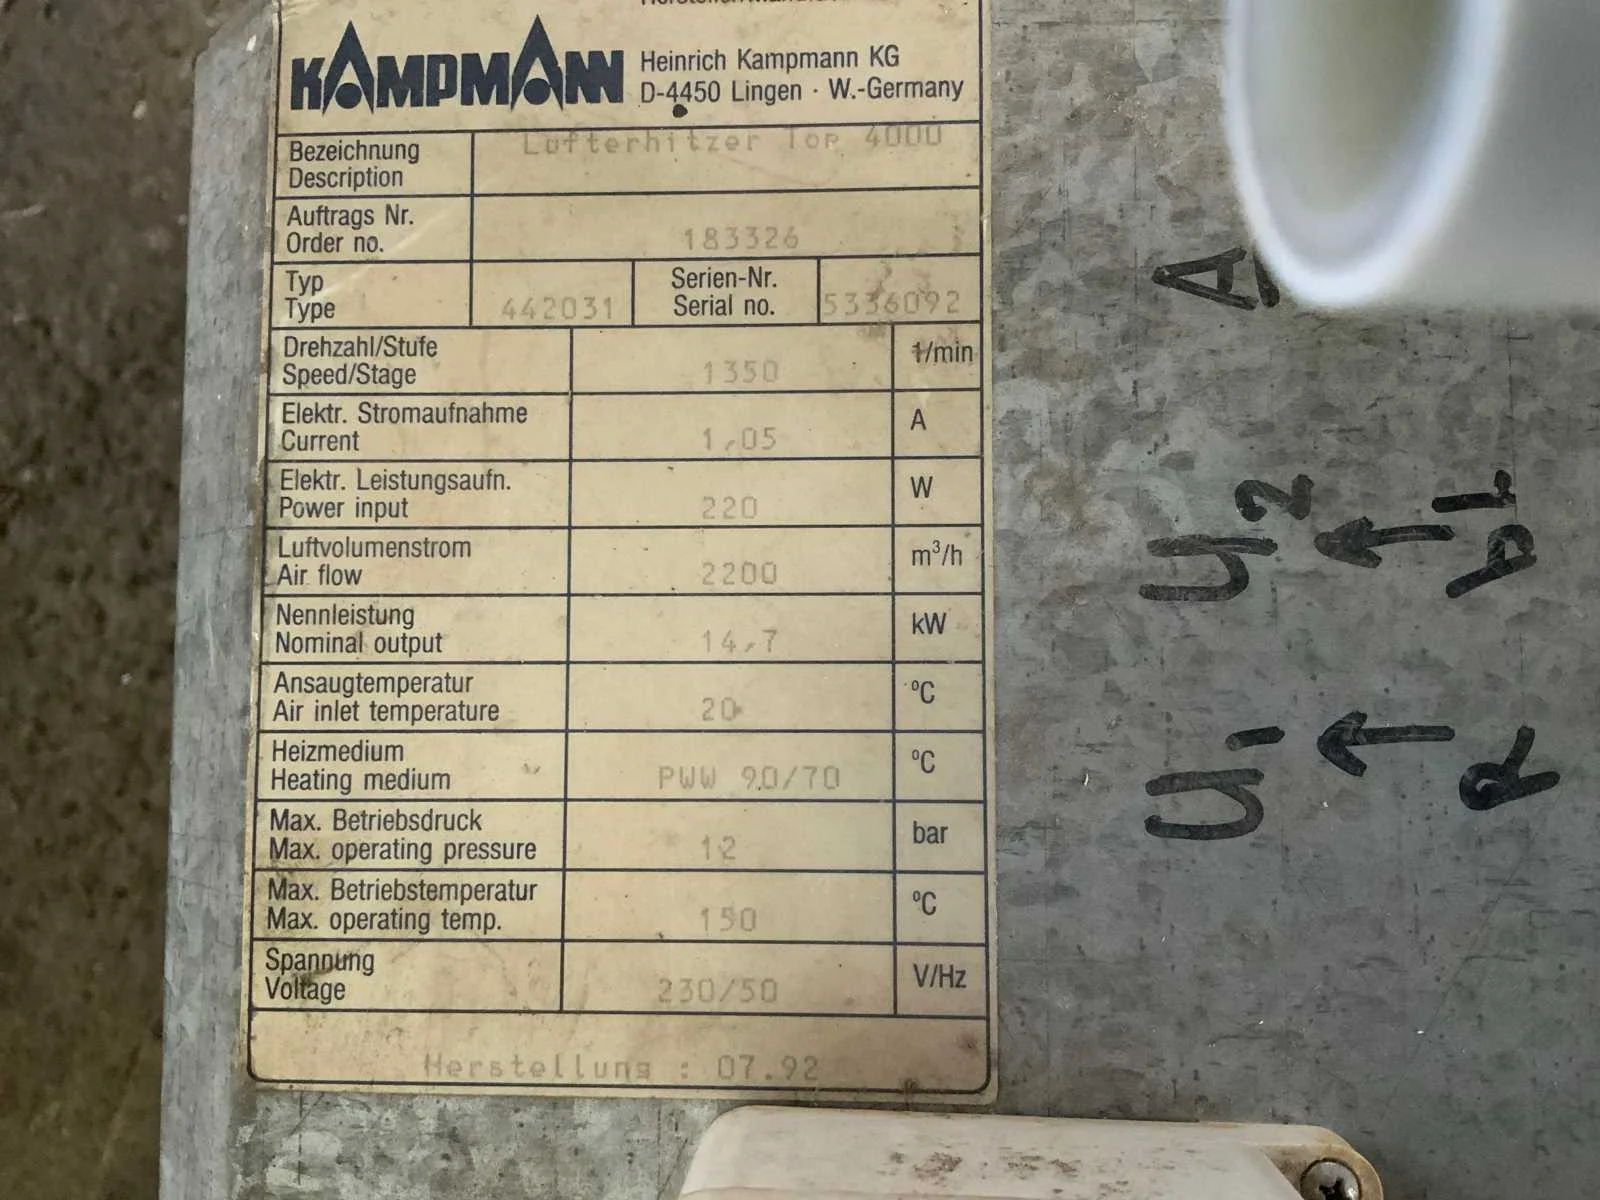 KAMPMANN
Heinrich Kampmann KG
D-4450 Lingen · W.-Germany
Bezeichnung
Description
Lufterhitzer Top 4000
Auftrags Nr.
Order no.
183326
Typ
Type
442031
Serien-Nr.
Serial no.
5336092
Drehzahl/Stufe
Speed/Stage
1350
1/min
Elektr. Stromaufnahme
Current
1,05
A
Elektr. Leistungsaufn.
Power input
220
W
Luftvolumenstrom
Air flow
2200
m³/h
Nennleistung
Nominal output
14,7
kW
Ansaugtemperatur
Air inlet temperature
20
°C
Heizmedium
Heating medium
PWW 90/70
°C
Max. Betriebsdruck
Max. operating pressure
12
bar
Max. Betriebstemperatur
Max. operating temp.
150
°C
Spannung
Voltage
230/50
V/Hz
Herstellung : 07.92
A
U2 ←
U1 ← R